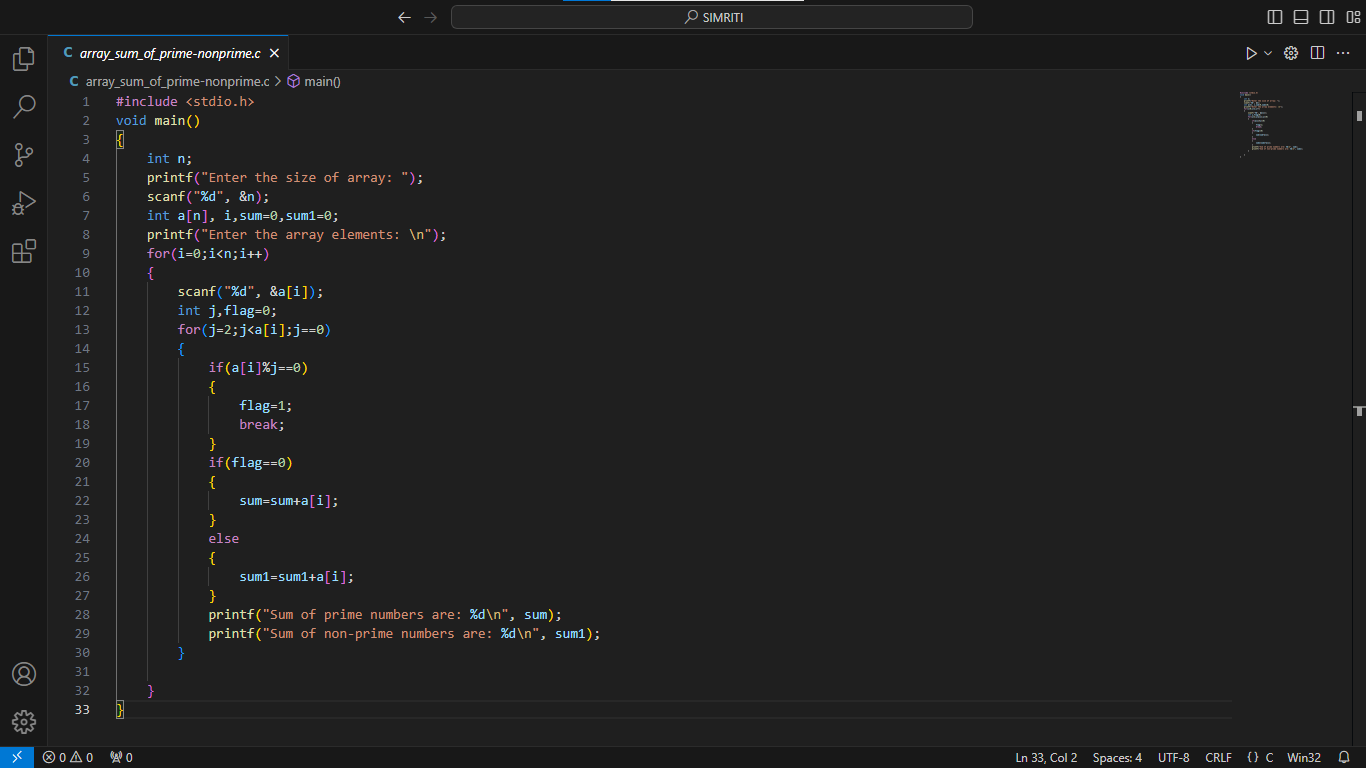 SIMRITI
C array_sum_of_prime-nonprime.c ×
C array_sum_of_prime-nonprime.c > main()
1 #include <stdio.h>
2 void main()
3 {
4     int n;
5     printf("Enter the size of array: ");
6     scanf("%d", &n);
7     int a[n], i,sum=0,sum1=0;
8     printf("Enter the array elements: \n");
9     for(i=0;i<n;i++)
10     {
11         scanf("%d", &a[i]);
12         int j,flag=0;
13         for(j=2;j<a[i];j==0)
14         {
15             if(a[i]%j==0)
16             {
17                 flag=1;
18                 break;
19             }
20             if(flag==0)
21             {
22                 sum=sum+a[i];
23             }
24             else
25             {
26                 sum1=sum1+a[i];
27             }
28             printf("Sum of prime numbers are: %d\n", sum);
29             printf("Sum of non-prime numbers are: %d\n", sum1);
30         }
31
32     }
33 }
0 0 0 Ln 33, Col 2 Spaces: 4 UTF-8 CRLF {} C Win32